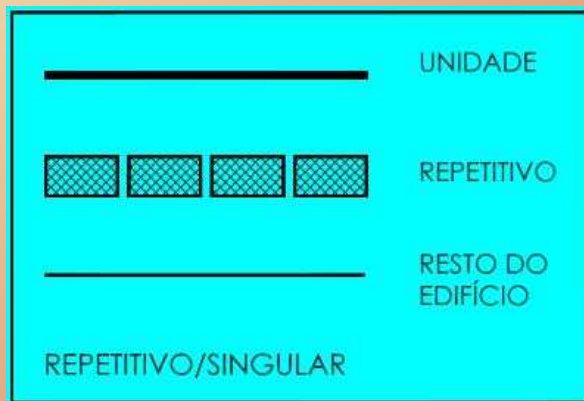 UNIDADE
REPETITIVO
RESTO DO
EDIFÍCIO
REPETITIVO/SINGULAR